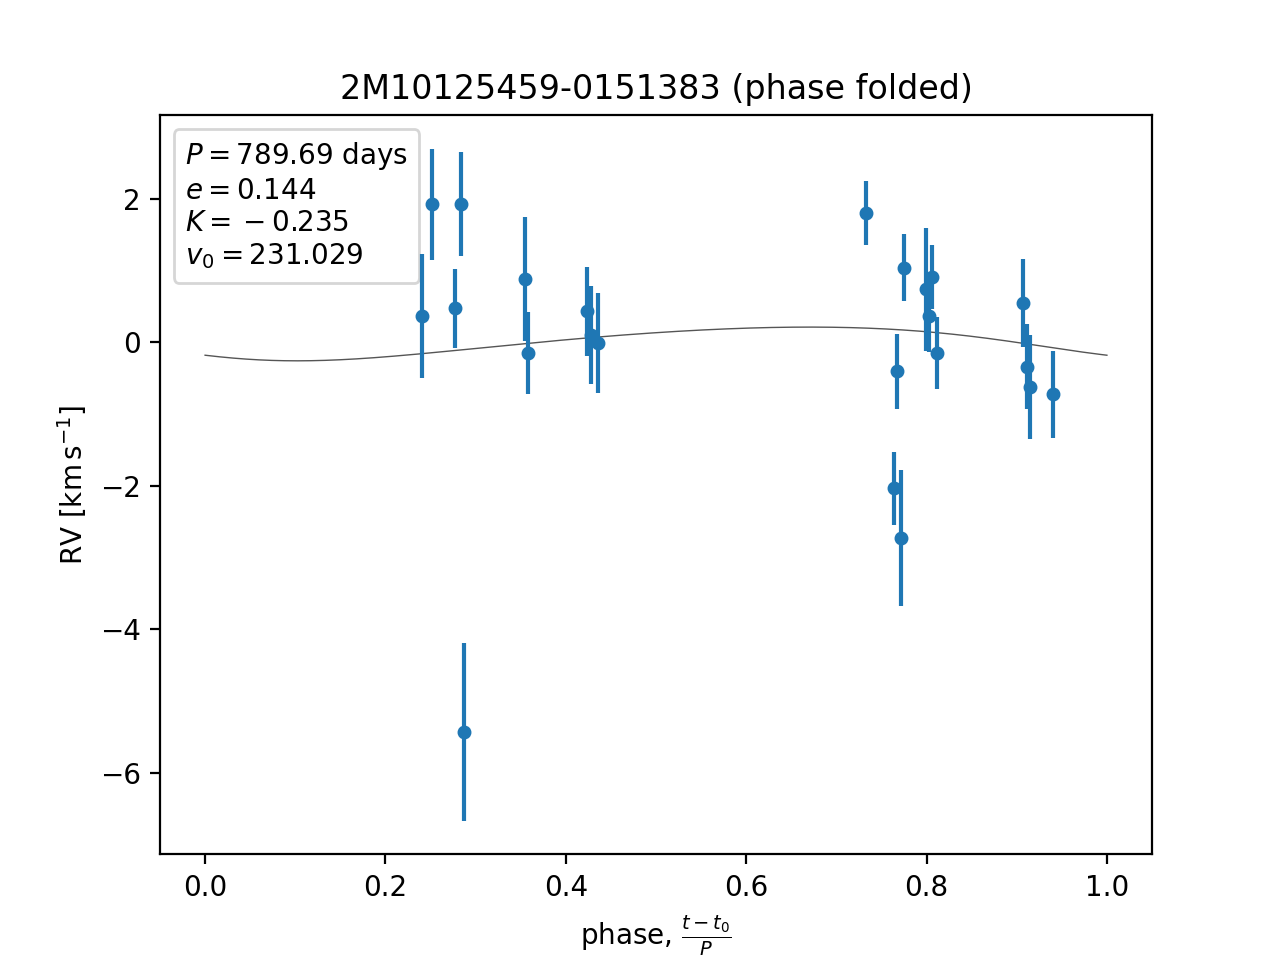 2M10125459-0151383 (phase folded)
P = 789.69 days
e = 0.144
K = −0.235
v₀ = 231.029
2
0
−2
−4
−6
RV [km s⁻¹]
0.0 0.2 0.4 0.6 0.8 1.0
phase, (t − t₀)/P